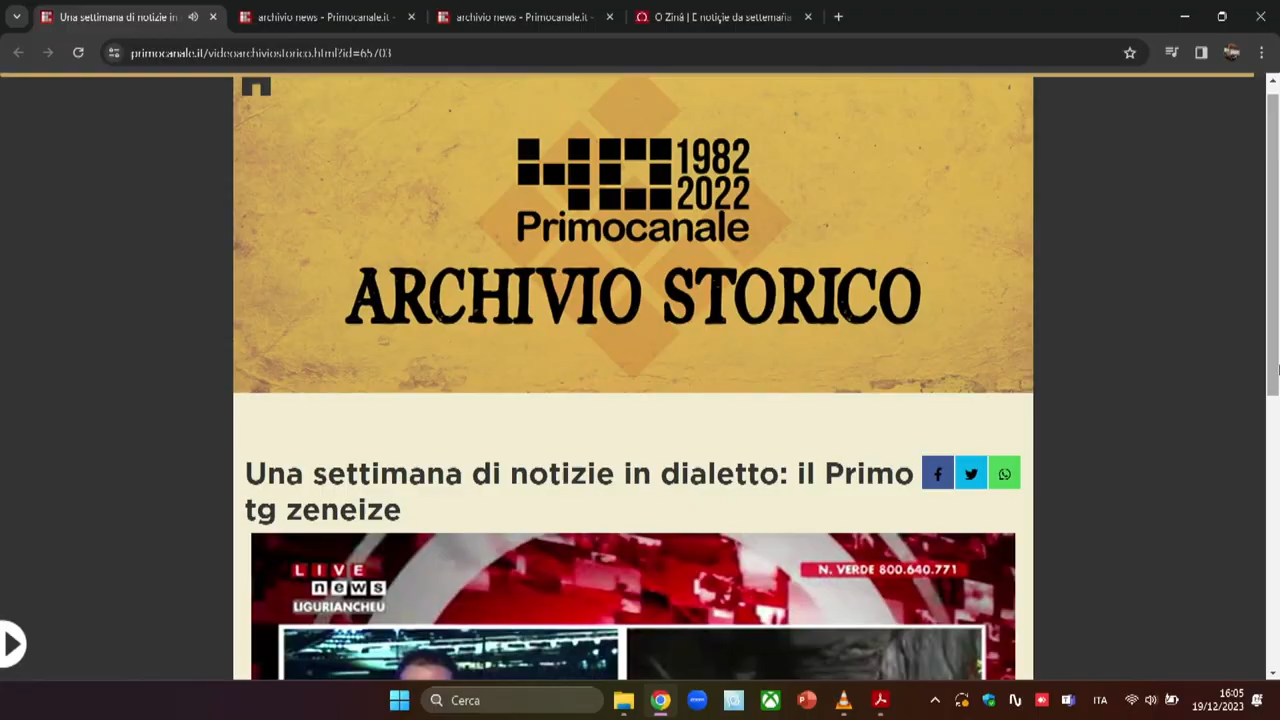 Una settimana di notizie in
archivio news - Primocanale.it -
archivio news - Primocanale.it -
O Zinâ | E notiçie da settemaña
primocanale.it/videoarchiviostorico.html?id=65703
40 1982
2022
Primocanale
ARCHIVIO STORICO
Una settimana di notizie in dialetto: il Primo
tg zeneize
LIVE
news
LIGURIANCHEU
N. VERDE 800.640.771
Cerca
zoom
ITA
16:05
19/12/2023